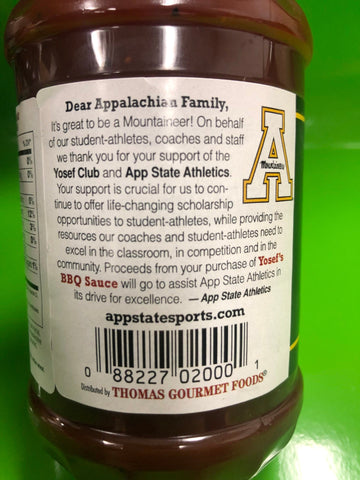 Dear Appalachian Family,
It's great to be a Mountaineer! On behalf
of our student-athletes, coaches and staff
we thank you for your support of the
Yosef Club and App State Athletics.
Your support is crucial for us to con-
tinue to offer life-changing scholarship
opportunities to student-athletes, while providing the
resources our coaches and student-athletes need to
excel in the classroom, in competition and in the
community. Proceeds from your purchase of Yosef's
BBQ Sauce will go to assist App State Athletics in
its drive for excellence. — App State Athletics
A
Mountaineers
appstatesports.com
0 88227 02000 1
Distributed by THOMAS GOURMET FOODS®